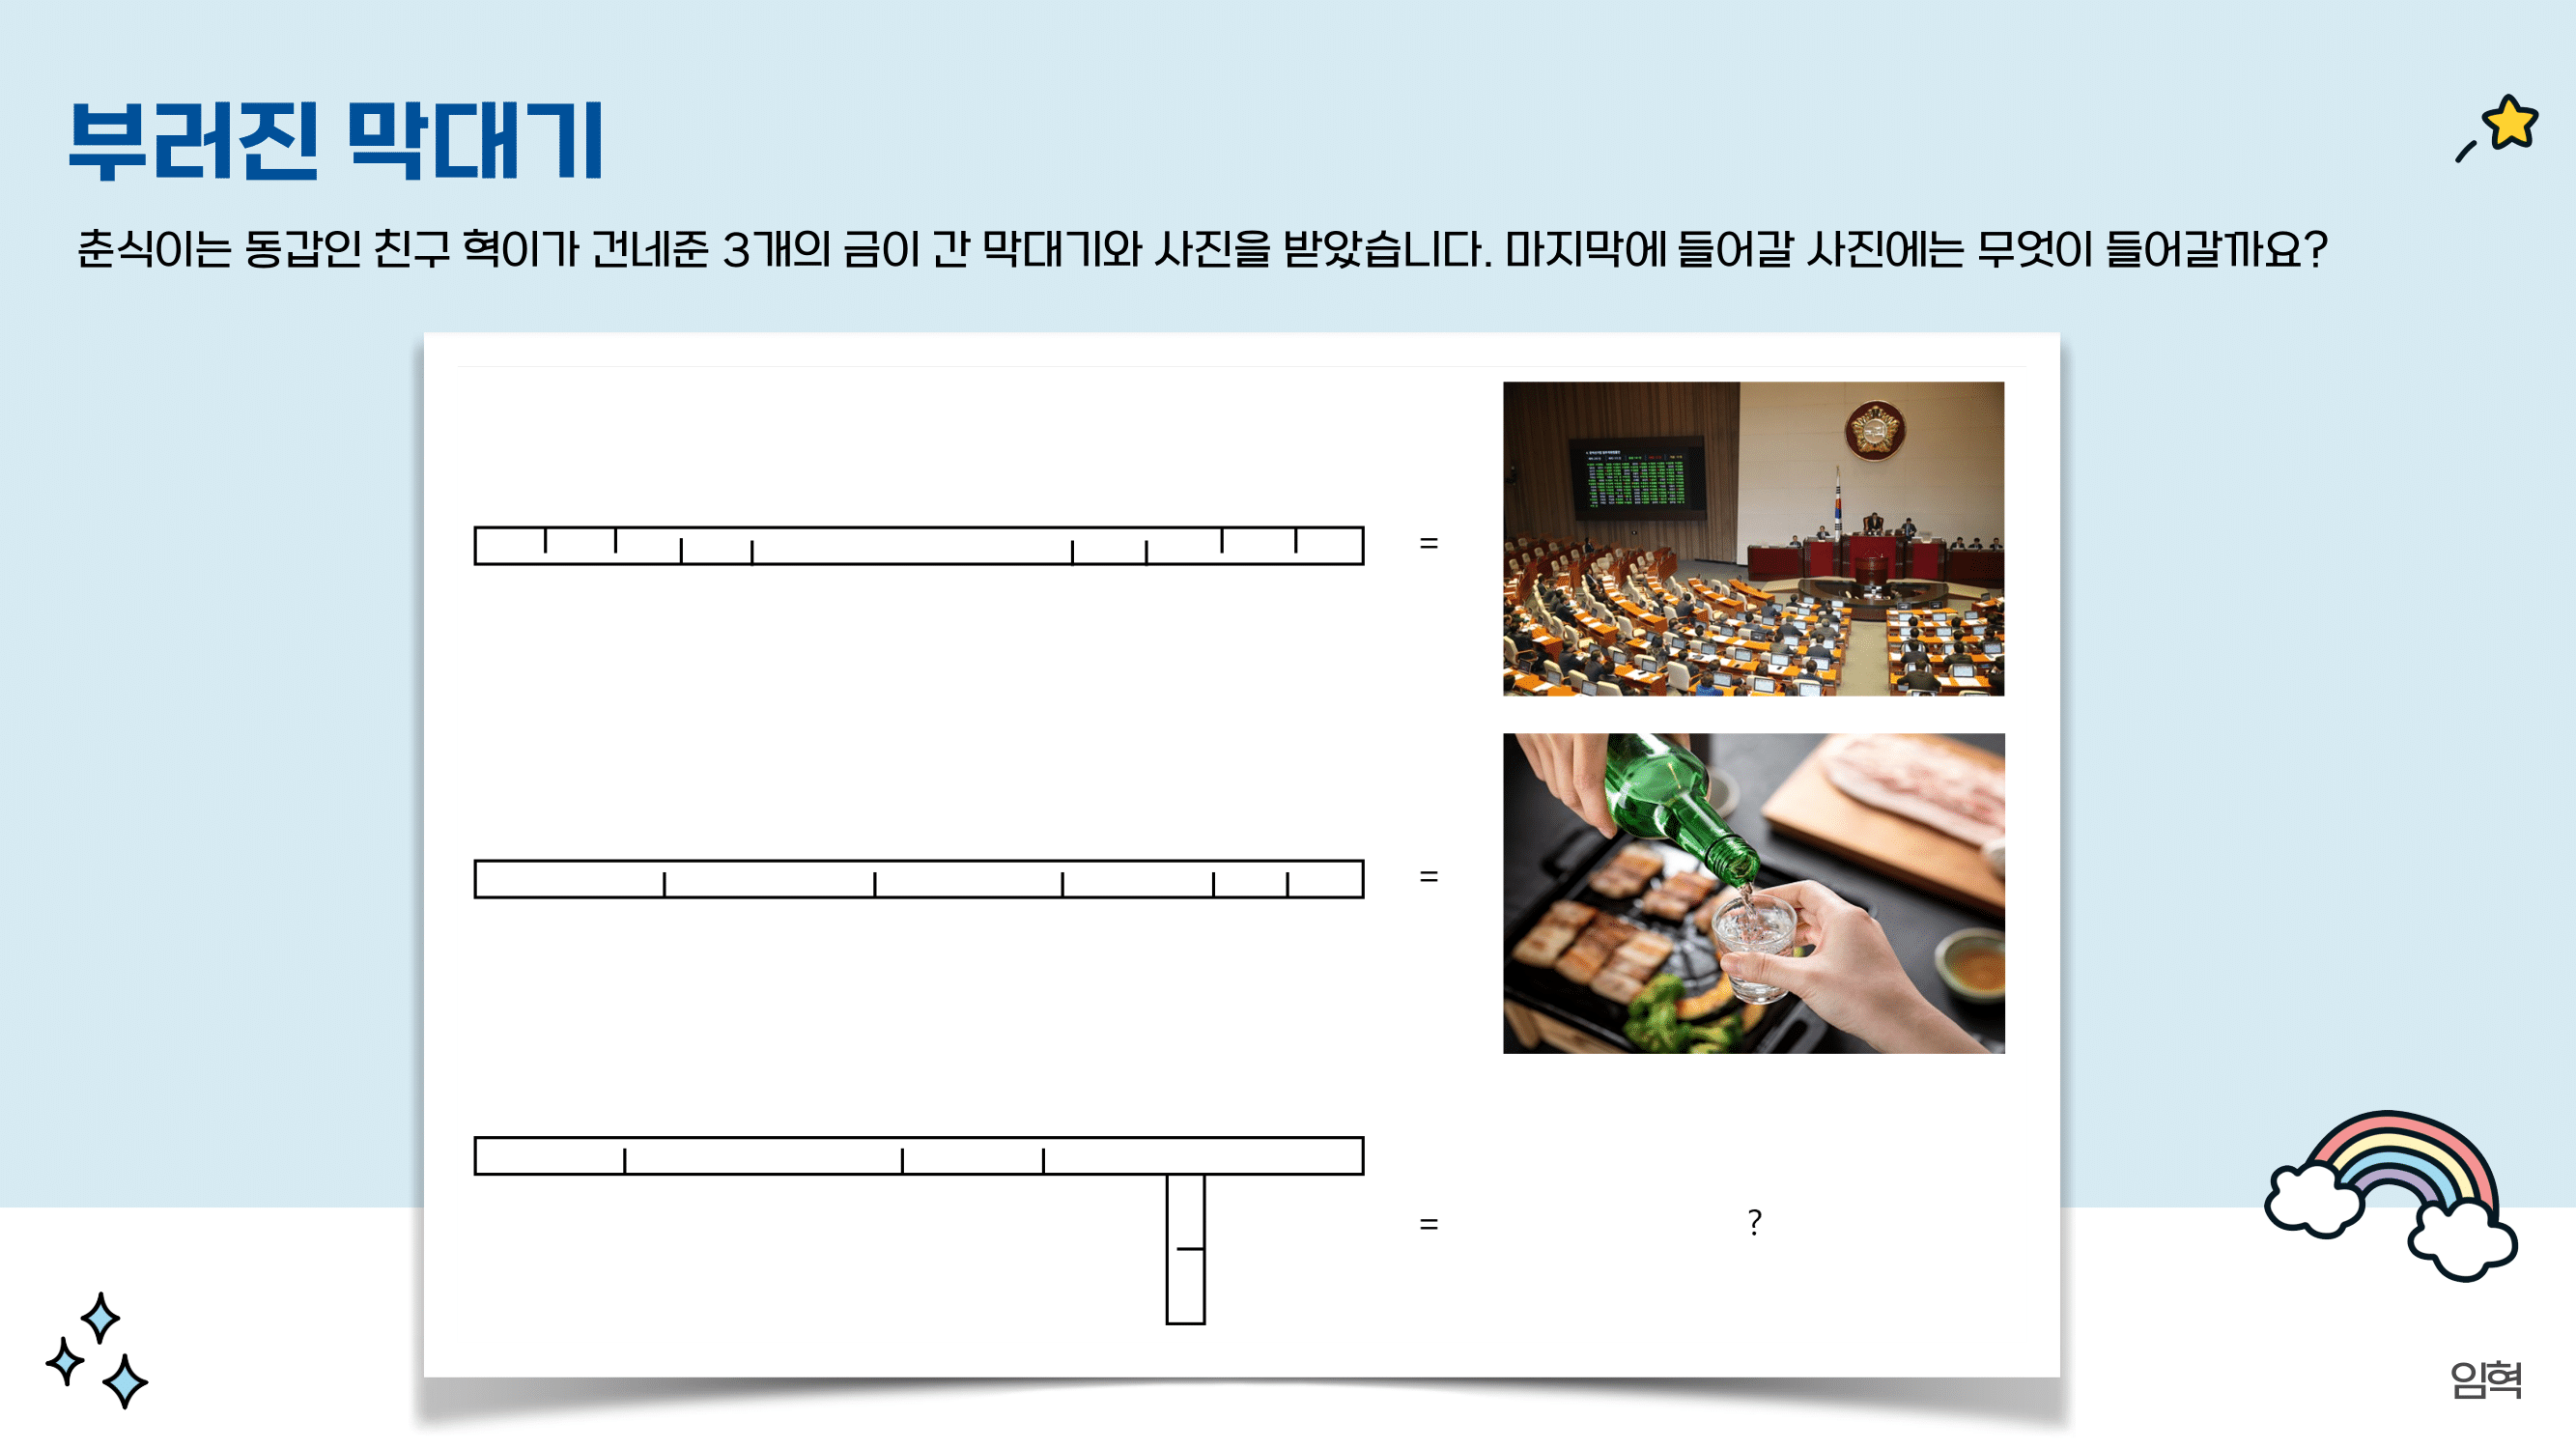 부러진 막대기
춘식이는 동갑인 친구 혁이가 건네준 3개의 금이 간 막대기와 사진을 받았습니다. 마지막에 들어갈 사진에는 무엇이 들어갈까요?
=
=
= ?
임혁